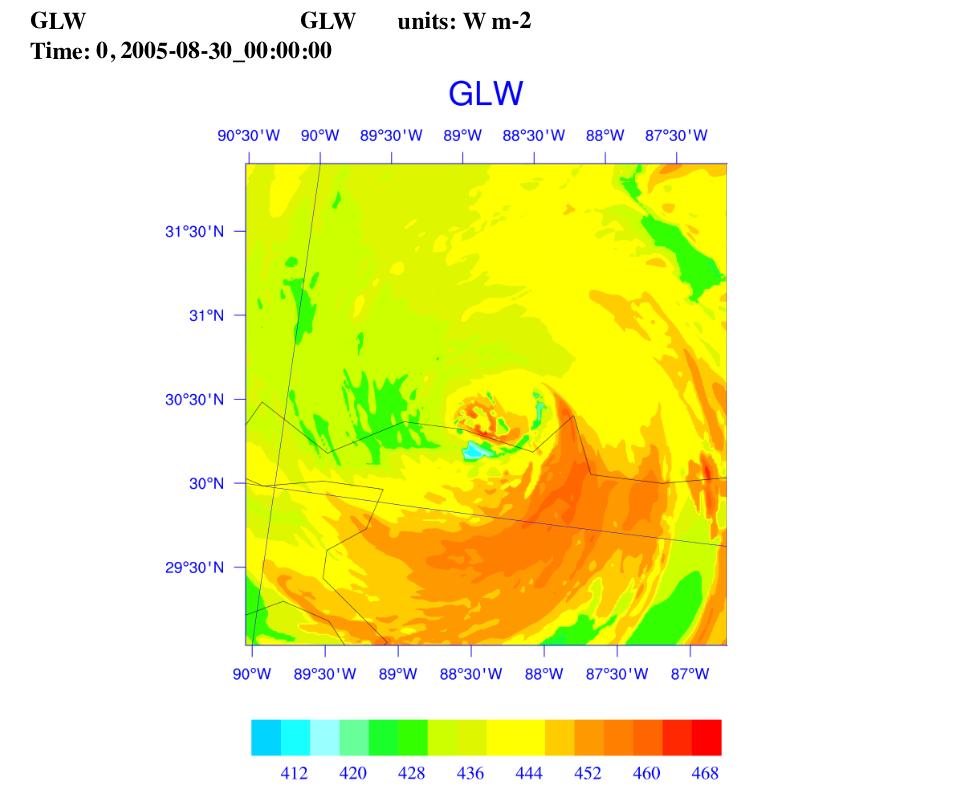 GLW GLW units: W m-2
Time: 0, 2005-08-30_00:00:00
GLW
90°30'W 90°W 89°30'W 89°W 88°30'W 88°W 87°30'W
31°30'N
31°N
30°30'N
30°N
29°30'N
90°W 89°30'W 89°W 88°30'W 88°W 87°30'W 87°W
412 420 428 436 444 452 460 468